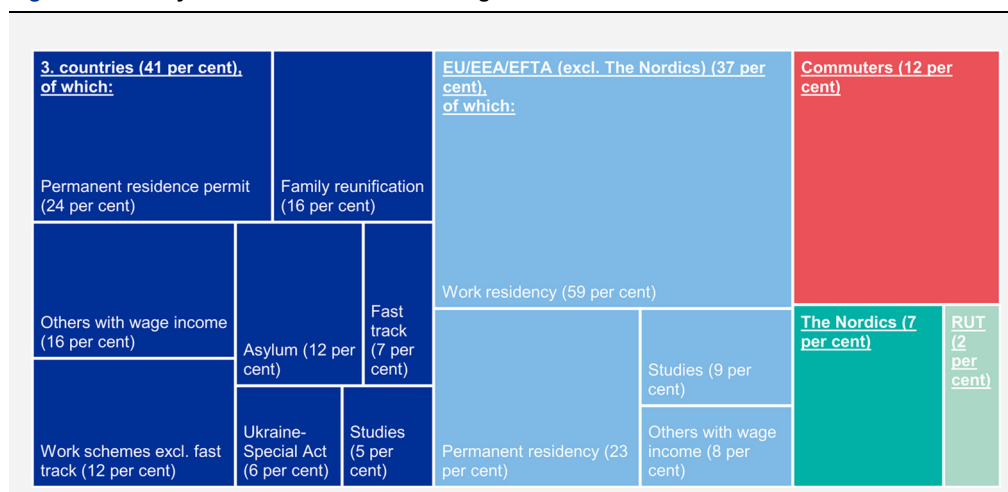 3. countries (41 per cent),
of which:
Permanent residence permit
(24 per cent)
Family reunification
(16 per cent)
Others with wage income
(16 per cent)
Asylum (12 per
cent)
Fast
track
(7 per
cent)
Work schemes excl. fast
track (12 per cent)
Ukraine-
Special Act
(6 per cent)
Studies
(5 per
cent)
EU/EEA/EFTA (excl. The Nordics) (37 per
cent),
of which:
Work residency (59 per cent)
Permanent residency (23
per cent)
Studies (9 per
cent)
Others with wage
income (8 per
cent)
Commuters (12 per
cent)
The Nordics (7
per cent)
RUT
(2
per
cent)